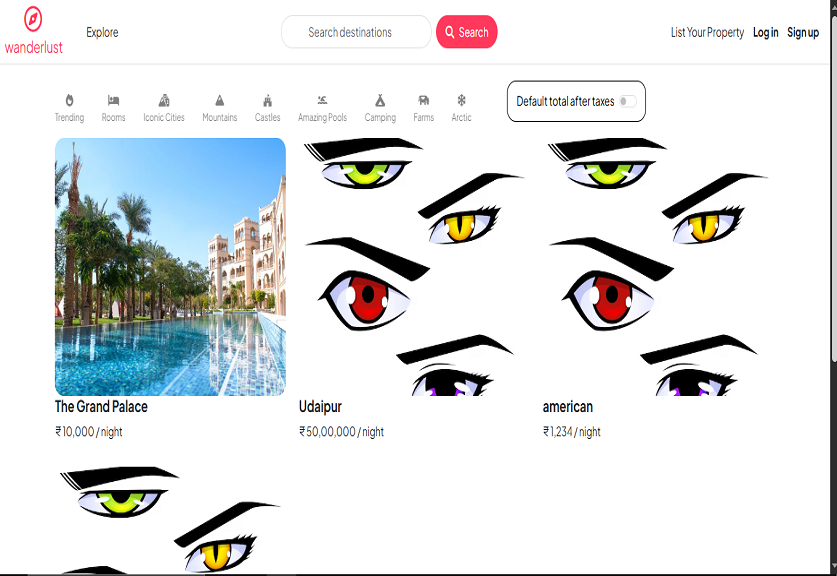 wanderlust
Explore
Search destinations
Search
List Your Property
Log in
Sign up
Trending
Rooms
Iconic Cities
Mountains
Castles
Amazing Pools
Camping
Farms
Arctic
Default total after taxes
The Grand Palace
₹10,000 / night
Udaipur
₹50,00,000 / night
american
₹1,234 / night